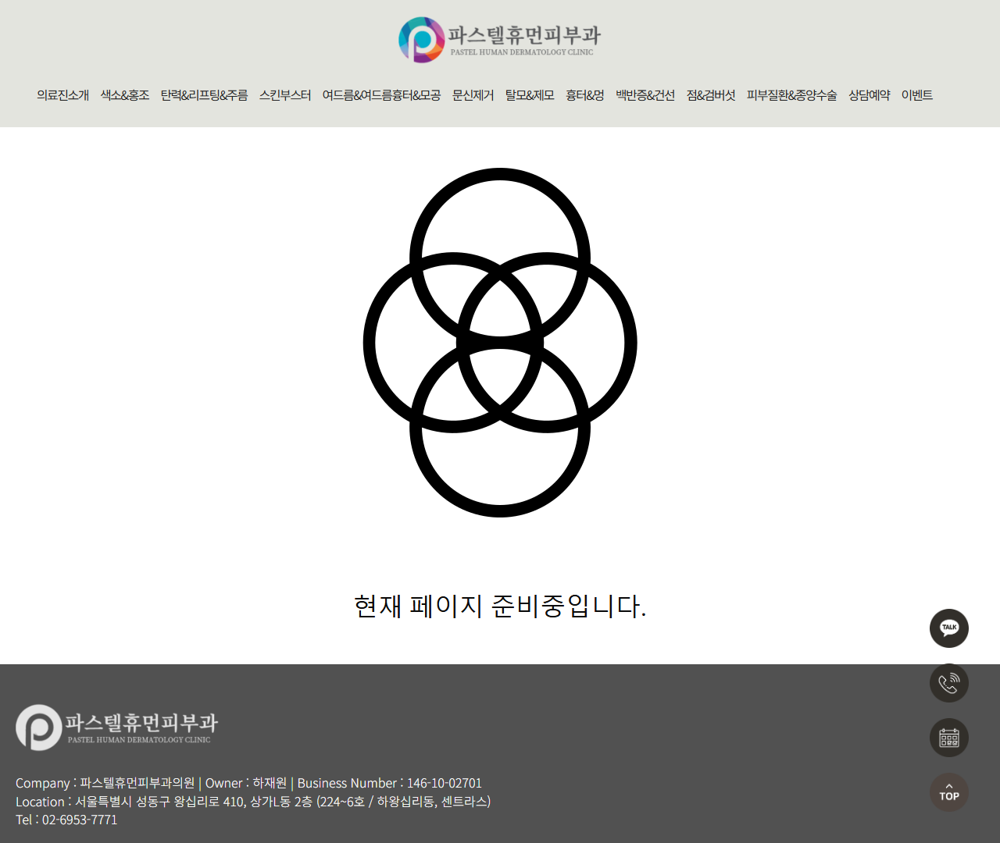 파스텔휴먼피부과
PASTEL HUMAN DERMATOLOGY CLINIC
의료진소개 색소&홍조 탄력&리프팅&주름 스킨부스터 여드름&여드름흉터&모공 문신제거 탈모&제모 흉터&멍 백반증&건선 점&검버섯 피부질환&종양수술 상담예약 이벤트
현재 페이지 준비중입니다.
TALK
TOP
파스텔휴먼피부과
PASTEL HUMAN DERMATOLOGY CLINIC
Company : 파스텔휴먼피부과의원 | Owner : 하재원 | Business Number : 146-10-02701
Location : 서울특별시 성동구 왕십리로 410, 상가L동 2층 (224~6호 / 하왕십리동, 센트라스)
Tel : 02-6953-7771